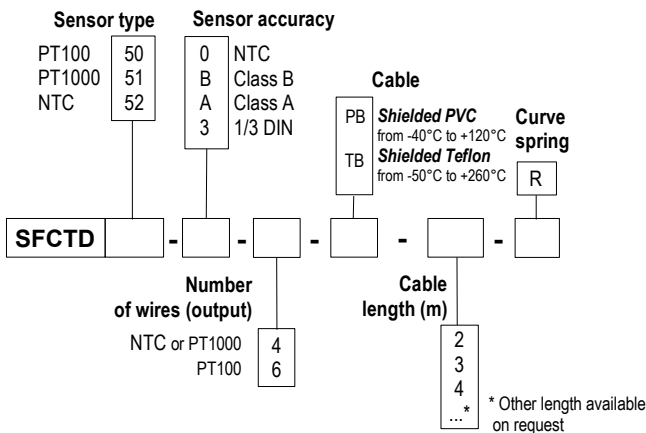 Sensor type
Sensor accuracy
PT100 50
PT1000 51
NTC 52
0 NTC
B Class B
A Class A
3 1/3 DIN
Cable
PB Shielded PVC
from -40°C to +120°C
TB Shielded Teflon
from -50°C to +260°C
Curve
spring
R
SFCTD - - - - -
Number
of wires (output)
NTC or PT1000 4
PT100 6
Cable
length (m)
2
3
4
...*
* Other length available
on request